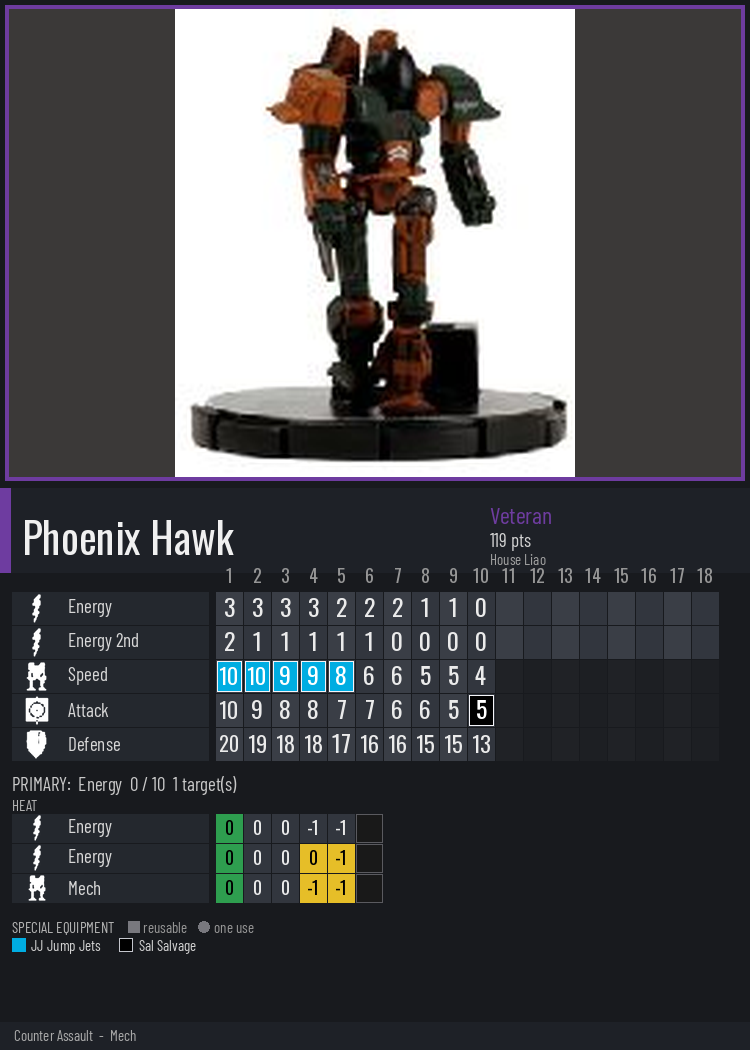 Phoenix Hawk
Veteran
119 pts
House Liao
1 2 3 4 5 6 7 8 9 10 11 12 13 14 15 16 17 18
Energy 3 3 3 3 2 2 2 1 1 0
Energy 2nd 2 1 1 1 1 1 0 0 0 0
Speed 10 10 9 9 8 6 6 5 5 4
Attack 10 9 8 8 7 7 6 6 5 5
Defense 20 19 18 18 17 16 16 15 15 13
PRIMARY: Energy 0 / 10 1 target(s)
HEAT
Energy 0 0 0 -1 -1
Energy 0 0 0 0 -1
Mech 0 0 0 -1 -1
SPECIAL EQUIPMENT reusable one use
JJ Jump Jets Sal Salvage
Counter Assault - Mech